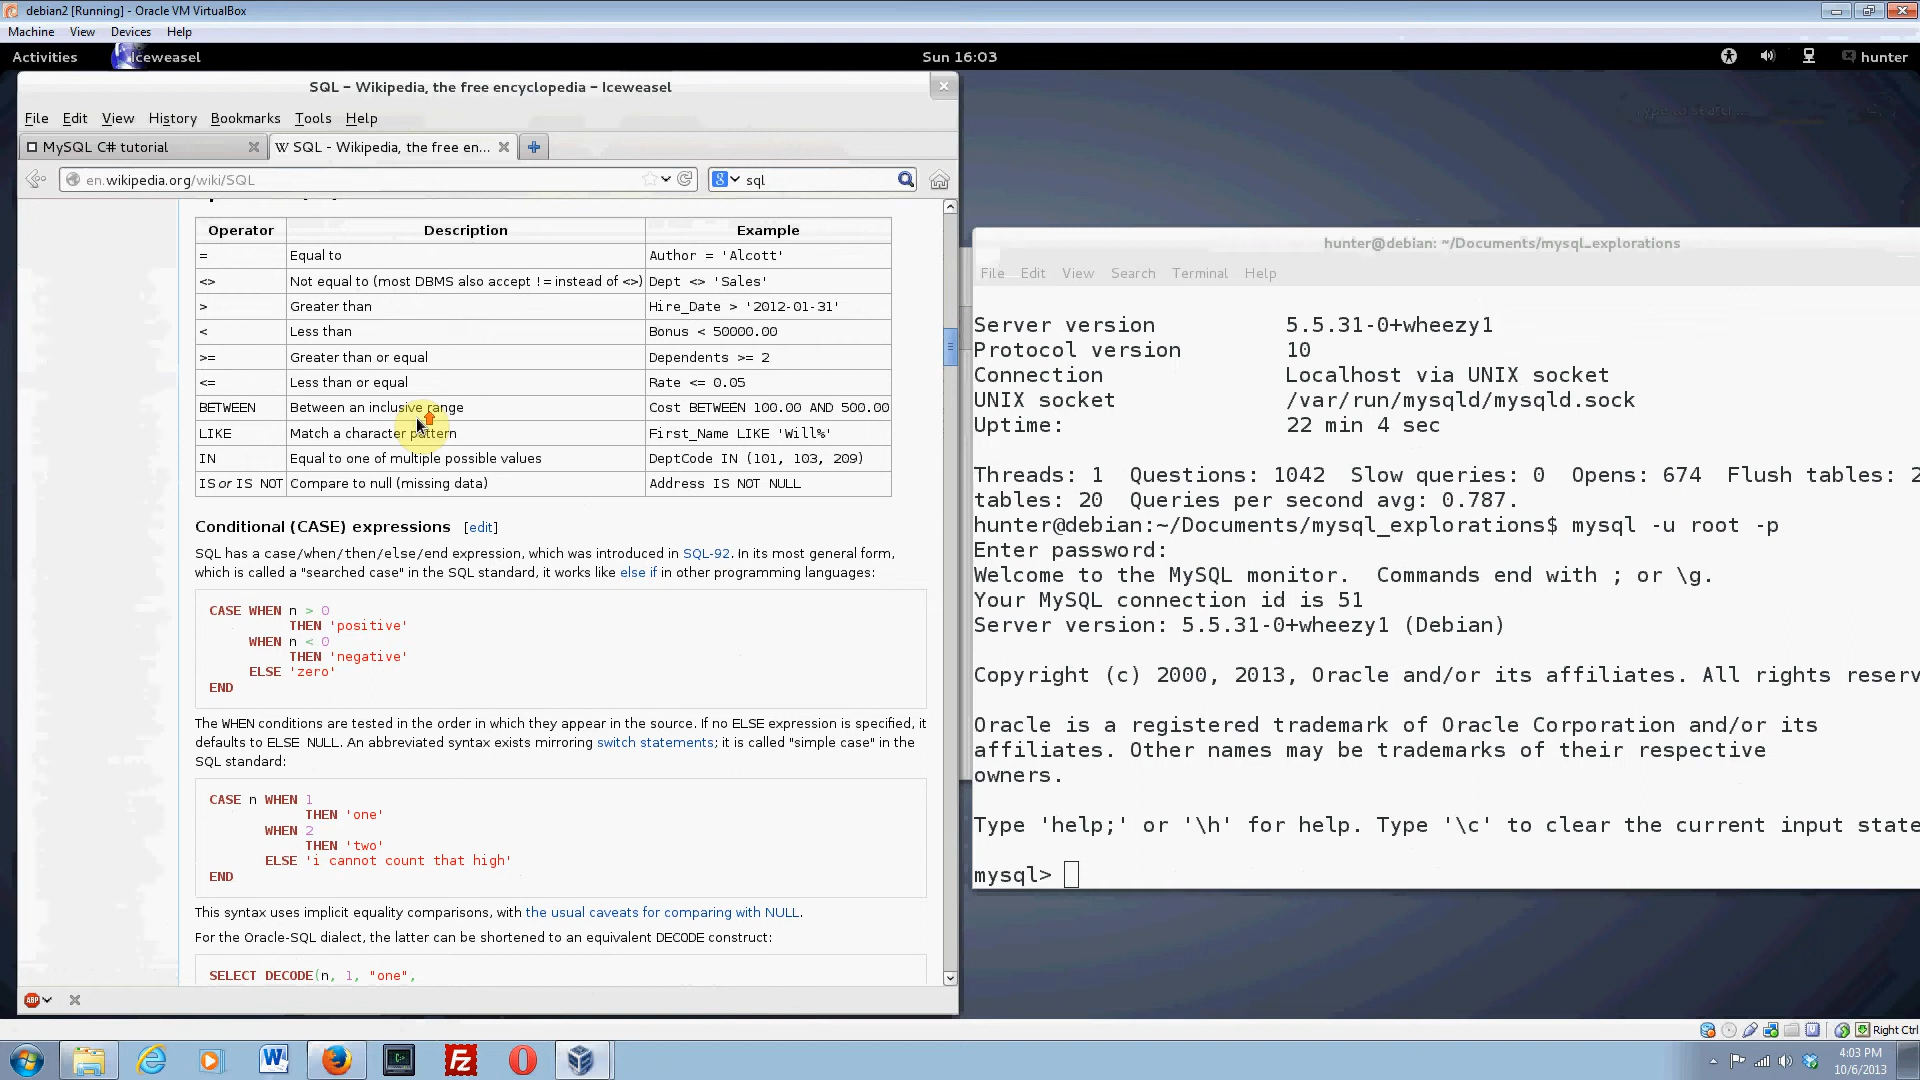 debian2 [Running] - Oracle VM VirtualBox
Machine View Devices Help
Activities Iceweasel Sun 16:03 hunter
SQL – Wikipedia, the free encyclopedia – Iceweasel
File Edit View History Bookmarks Tools Help
MySQL C# tutorial
W SQL - Wikipedia, the free en...
en.wikipedia.org/wiki/SQL
8 sql
Operator Description Example
= Equal to Author = 'Alcott'
<> Not equal to (most DBMS also accept != instead of <>) Dept <> 'Sales'
> Greater than Hire_Date > '2012-01-31'
< Less than Bonus < 50000.00
>= Greater than or equal Dependents >= 2
<= Less than or equal Rate <= 0.05
BETWEEN Between an inclusive range Cost BETWEEN 100.00 AND 500.00
LIKE Match a character pattern First_Name LIKE 'Will%'
IN Equal to one of multiple possible values DeptCode IN (101, 103, 209)
IS or IS NOT Compare to null (missing data) Address IS NOT NULL
Conditional (CASE) expressions [edit]
SQL has a case/when/then/else/end expression, which was introduced in SQL-92. In its most general form,
which is called a "searched case" in the SQL standard, it works like else if in other programming languages:
CASE WHEN n > 0
THEN 'positive'
WHEN n < 0
THEN 'negative'
ELSE 'zero'
END
The WHEN conditions are tested in the order in which they appear in the source. If no ELSE expression is specified, it
defaults to ELSE NULL. An abbreviated syntax exists mirroring switch statements; it is called "simple case" in the
SQL standard:
CASE n WHEN 1
THEN 'one'
WHEN 2
THEN 'two'
ELSE 'i cannot count that high'
END
This syntax uses implicit equality comparisons, with the usual caveats for comparing with NULL.
For the Oracle-SQL dialect, the latter can be shortened to an equivalent DECODE construct:
SELECT DECODE(n, 1, "one",
ABP
hunter@debian: ~/Documents/mysql_explorations
File Edit View Search Terminal Help
Server version 5.5.31-0+wheezy1
Protocol version 10
Connection Localhost via UNIX socket
UNIX socket /var/run/mysqld/mysqld.sock
Uptime: 22 min 4 sec
Threads: 1 Questions: 1042 Slow queries: 0 Opens: 674 Flush tables: 2
tables: 20 Queries per second avg: 0.787.
hunter@debian:~/Documents/mysql_explorations$ mysql -u root -p
Enter password:
Welcome to the MySQL monitor. Commands end with ; or \g.
Your MySQL connection id is 51
Server version: 5.5.31-0+wheezy1 (Debian)
Copyright (c) 2000, 2013, Oracle and/or its affiliates. All rights reserv
Oracle is a registered trademark of Oracle Corporation and/or its
affiliates. Other names may be trademarks of their respective
owners.
Type 'help;' or '\h' for help. Type '\c' to clear the current input state
mysql>
Right Ctrl
4:03 PM
10/6/2013